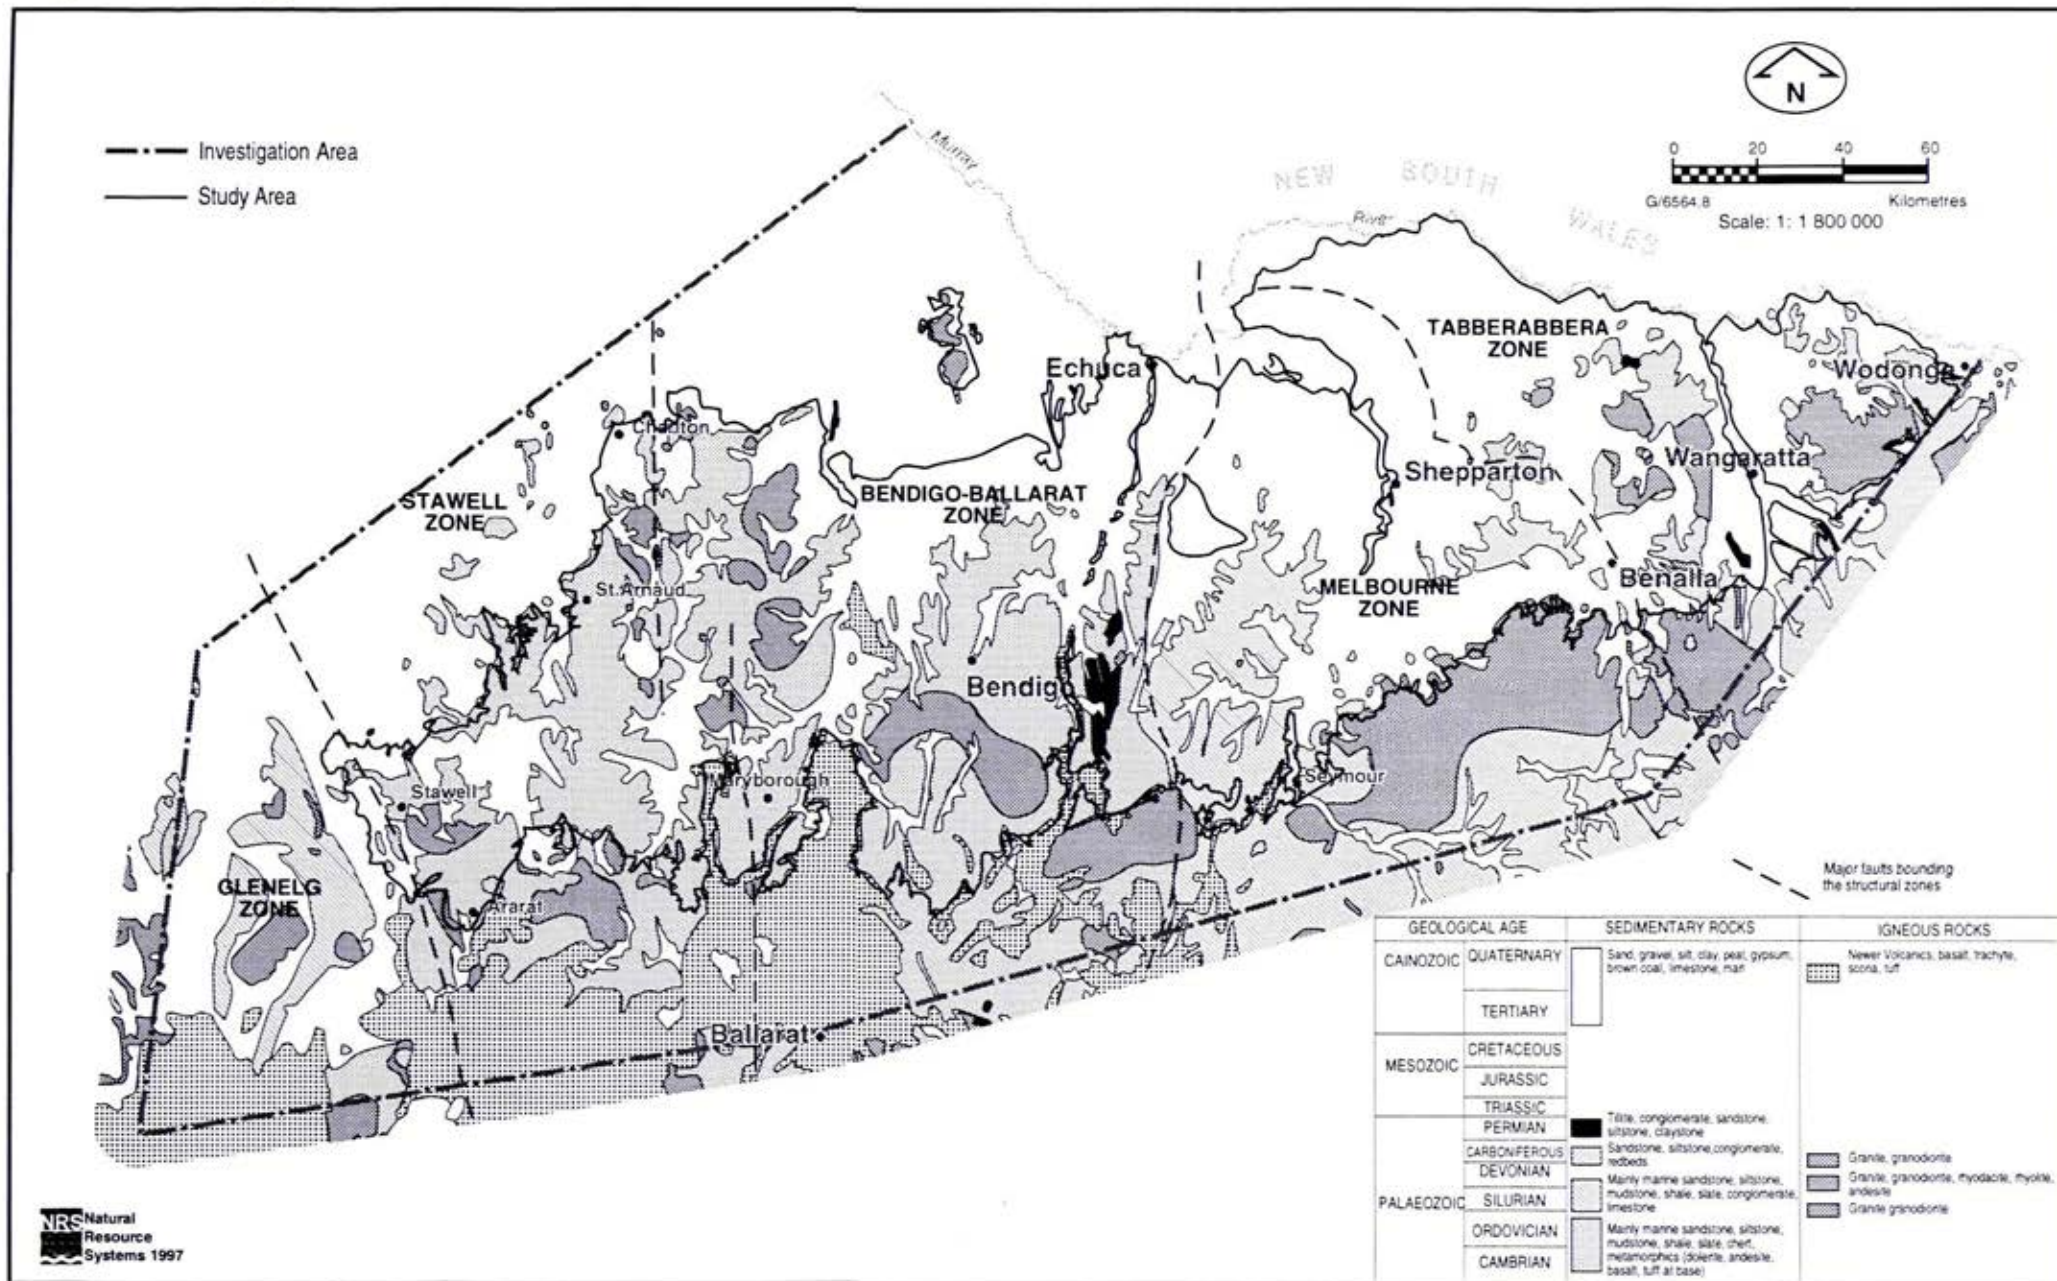 N
Investigation Area
Study Area
0 20 40 60
G/6564.8 Kilometres
Scale: 1: 1 800 000
Murray
NEW SOUTH WALES
River
TABBERABBERA
ZONE
Echuca
Wodonga
Charlton
Shepparton
Wangaratta
STAWELL
ZONE
BENDIGO-BALLARAT
ZONE
St.Arnaud
Benalla
MELBOURNE
ZONE
Bendigo
Maryborough
Seymour
Stawell
GLENELG
ZONE
Ararat
Ballarat
Major faults bounding
the structural zones
GEOLOGICAL AGE SEDIMENTARY ROCKS IGNEOUS ROCKS
CAINOZOIC
QUATERNARY
TERTIARY
Sand, gravel, silt, clay, peat, gypsum,
brown coal, limestone, marl
Newer Volcanics, basalt, trachyte,
scoria, tuff
MESOZOIC
CRETACEOUS
JURASSIC
TRIASSIC
PALAEOZOIC
PERMIAN
CARBONIFEROUS
DEVONIAN
SILURIAN
ORDOVICIAN
CAMBRIAN
Tillite, conglomerate, sandstone,
siltstone, claystone
Sandstone, siltstone,conglomerate,
redbeds
Mainly marine sandstone, siltstone,
mudstone, shale, slate, conglomerate,
limestone
Mainly marine sandstone, siltstone,
mudstone, shale, slate, chert,
metamorphics (dolerite, andesite,
basalt, tuff at base)
Granite, granodiorite
Granite, granodiorite, rhyodacite, rhyolite,
andesite
Granite granodiorite
NRS Natural
Resource
Systems 1997